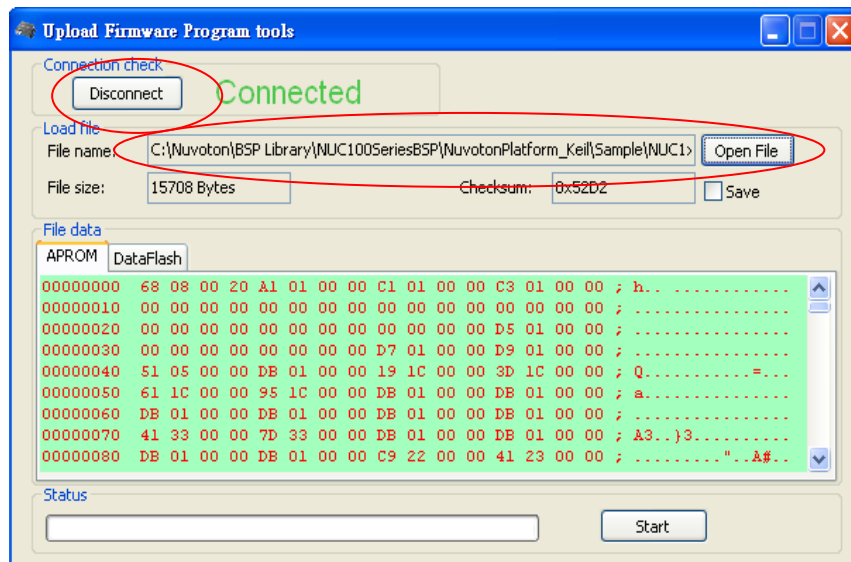 Upload Firmware Program tools
Connection check
Disconnect Connected
Load file
File name: C:\Nuvoton\BSP Library\NUC100SeriesBSP\NuvotonPlatform_Keil\Sample\NUC1 Open File
File size: 15708 Bytes Checksum: 0x52D2 Save
File data
APROM DataFlash
00000000 68 08 00 20 A1 01 00 00 C1 01 00 00 C3 01 00 00 ; h.. ............
00000010 00 00 00 00 00 00 00 00 00 00 00 00 00 00 00 00 ; ................
00000020 00 00 00 00 00 00 00 00 00 00 00 00 D5 01 00 00 ; ................
00000030 00 00 00 00 00 00 00 00 D7 01 00 00 D9 01 00 00 ; ................
00000040 51 05 00 00 DB 01 00 00 19 1C 00 00 3D 1C 00 00 ; Q...........=...
00000050 61 1C 00 00 95 1C 00 00 DB 01 00 00 DB 01 00 00 ; a...............
00000060 DB 01 00 00 DB 01 00 00 DB 01 00 00 DB 01 00 00 ; ................
00000070 41 33 00 00 7D 33 00 00 DB 01 00 00 DB 01 00 00 ; A3..}3..........
00000080 DB 01 00 00 DB 01 00 00 C9 22 00 00 41 23 00 00 ; ........."..A#..
Status
Start